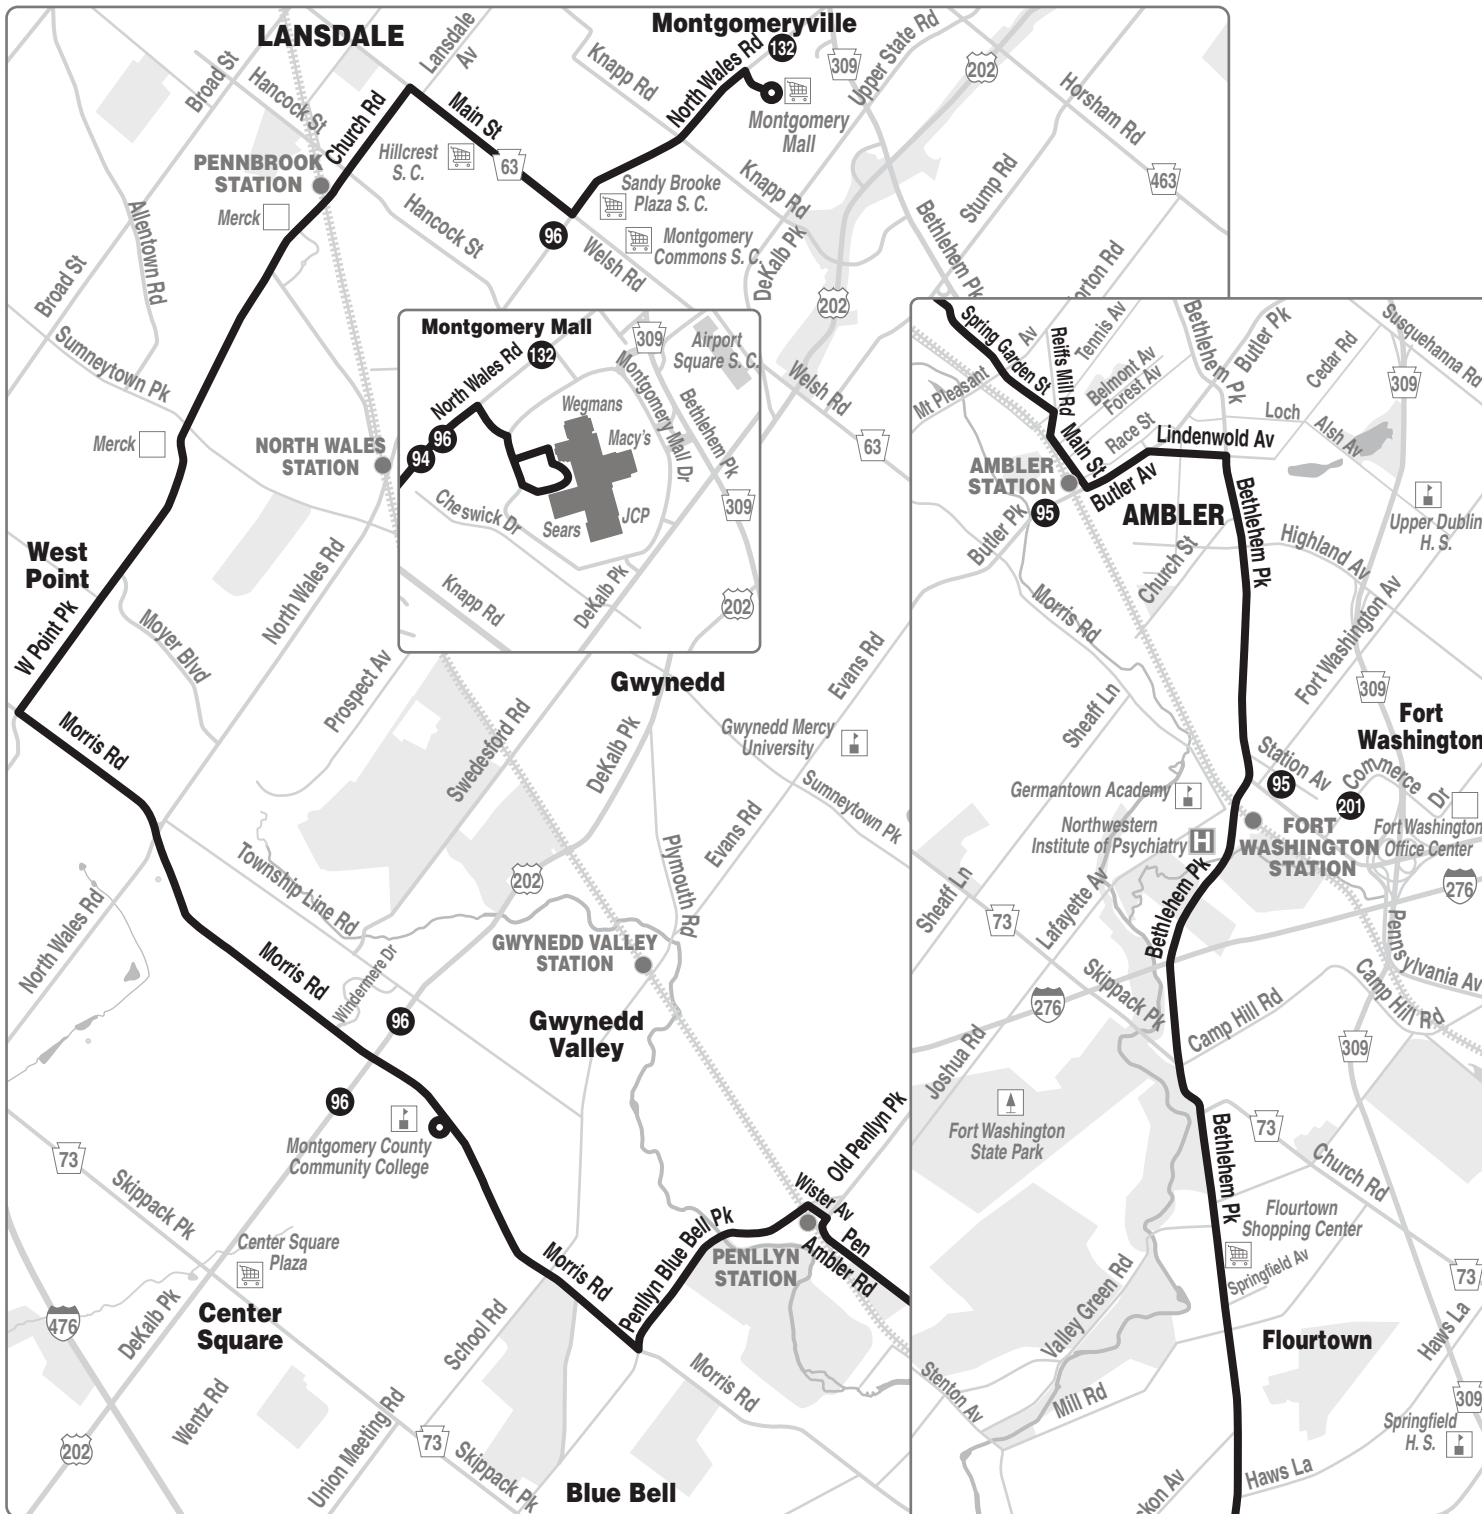 LANSDALE
Montgomeryville
132
Lansdale
Av
Knapp Rd
North Wales Rd
309
Upper State Rd
202
Horsham Rd
Broad St
Hancock St
Church Rd
Main St
63
Montgomery
Mall
PENNBROOK
STATION
Hillcrest
S. C.
Sandy Brooke
Plaza S. C.
Knapp Rd
Stump Rd
463
Merck
Allentown Rd
Hancock St
96
Montgomery
Commons S. C.
Welsh Rd
DeKalb Pk
Bethlehem Pk
Horton Rd
202
Broad St
Sumneytown Pk
Montgomery Mall
North Wales Rd
132
309
Airport
Square S. C.
Montgomery Mall Dr
Bethlehem Pk
Wegmans
Macy's
96
94
Cheswick Dr
Sears
JCP
309
Knapp Rd
DeKalb Pk
202
Welsh Rd
63
Merck
NORTH WALES
STATION
West
Point
W Point Pk
Moyer Blvd
North Wales Rd
Prospect Av
Morris Rd
Swedesford Rd
DeKalb Pk
Gwynedd
Evans Rd
Gwynedd Mercy
University
Sumneytown Pk
Evans Rd
Plymouth Rd
Township Line Rd
202
North Wales Rd
Morris Rd
Windermere Dr
GWYNEDD VALLEY
STATION
96
Gwynedd
Valley
96
Montgomery County
Community College
73
Skippack Pk
Center Square
Plaza
Center
Square
476
DeKalb Pk
Wentz Rd
202
School Rd
Union Meeting Rd
73
Skippack Pk
Morris Rd
Penllyn Blue Bell Pk
Old Penllyn Pk
Wister Av
Pen
Ambler Rd
PENLLYN
STATION
Morris Rd
Blue Bell
Spring Garden St
Reiffs Mill Rd
Av
Mt Pleasant
Tennis Av
Belmont Av
Forest Av
Race St
Bethlehem Pk
Butler Pk
Cedar Rd
Susquehanna Rd
309
Loch
Alsh Av
Lindenwold Av
Main St
Butler Av
AMBLER
STATION
95
Butler Pk
AMBLER
Bethlehem Pk
Upper Dublin
H. S.
Church St
Highland Av
Morris Rd
Fort Washington Av
309
Sheaff Ln
Fort
Washington
Station Av
95
Commerce
Dr
201
Germantown Academy
Northwestern
Institute of Psychiatry
H
FORT
WASHINGTON
STATION
Fort Washington
Office Center
276
Sheaff Ln
73
Lafayette Av
Bethlehem Pk
Pennsylvania Av
Skippack Pk
276
Camp Hill Rd
Camp Hill Rd
309
Joshua Rd
Fort Washington
State Park
73
Church Rd
Bethlehem Pk
Flourtown
Shopping Center
Springfield Av
73
Valley Green Rd
Flourtown
Haws La
Stenton Av
Mill Rd
309
Springfield
H. S.
Haws La